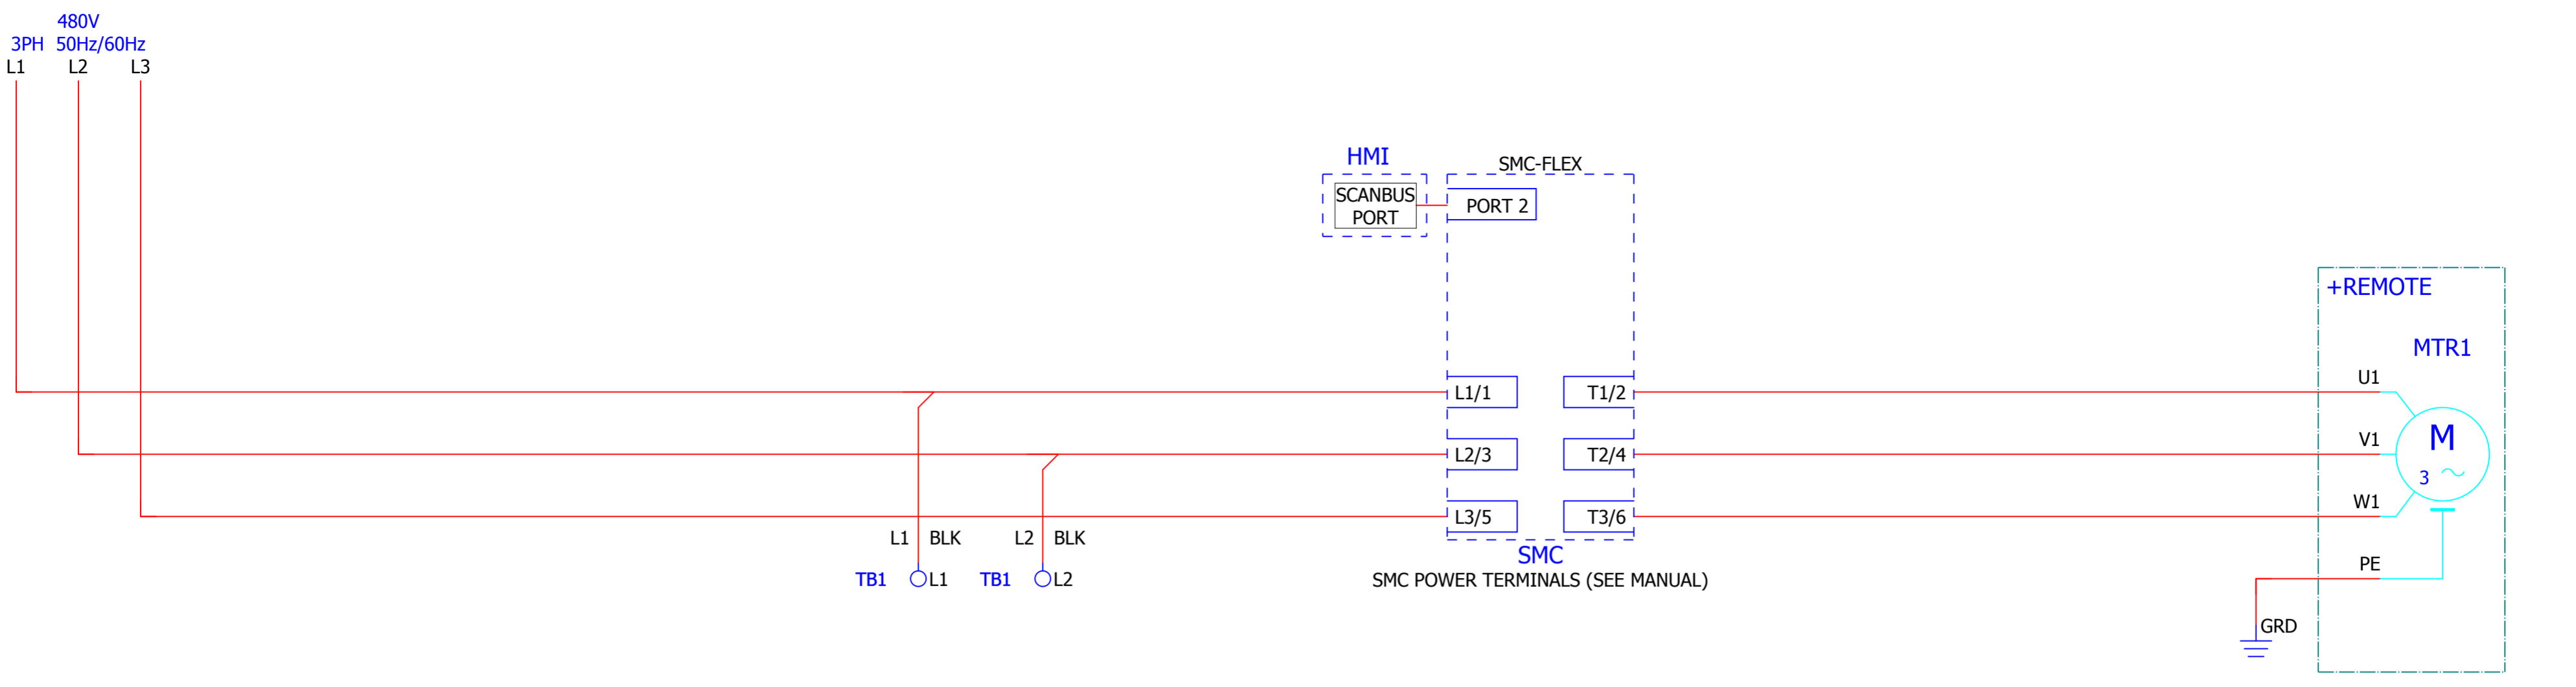 480V
3PH 50Hz/60Hz
L1 L2 L3
HMI
SMC-FLEX
SCANBUS
PORT
PORT 2
+REMOTE
MTR1
U1
L1/1 T1/2
V1
M
3
L2/3 T2/4
W1
L3/5 T3/6
L1 BLK L2 BLK
SMC
PE
TB1 L1 TB1 L2
SMC POWER TERMINALS (SEE MANUAL)
GRD